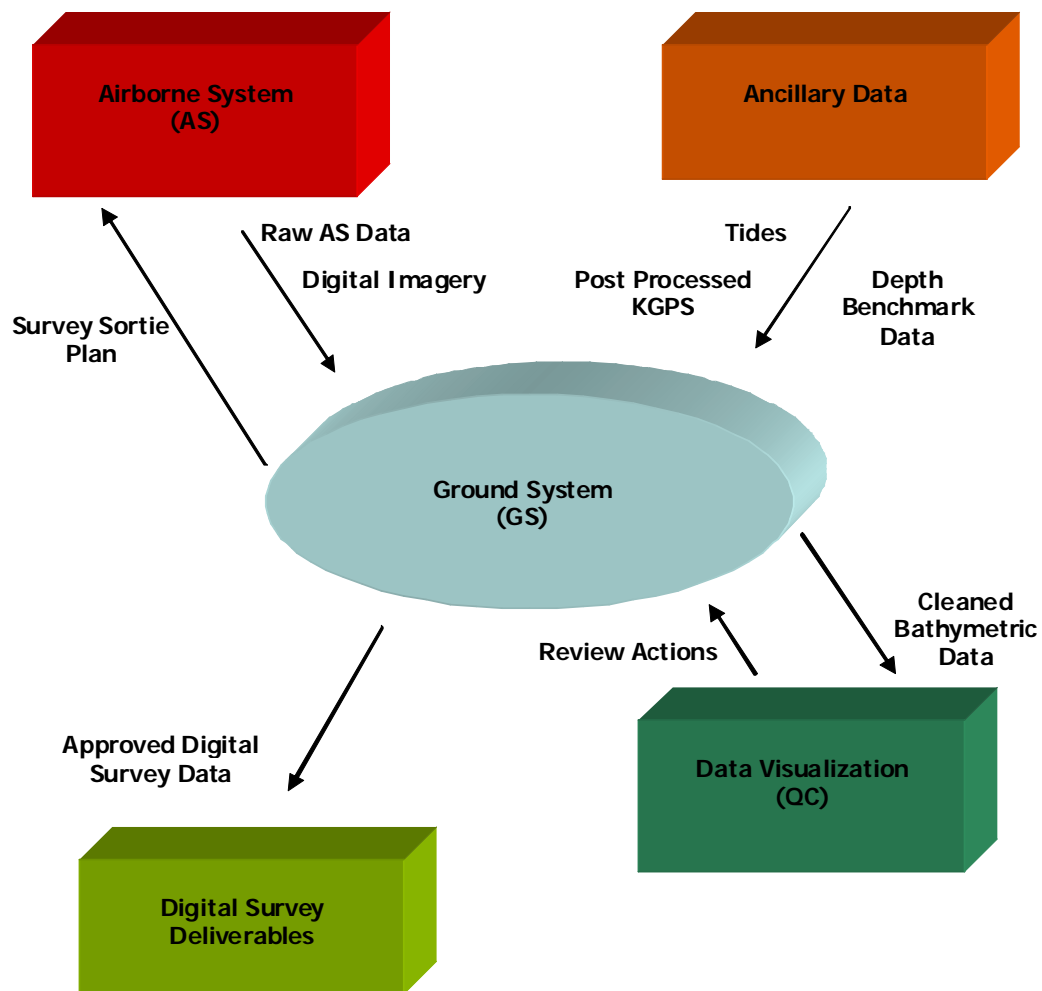 Airborne System
(AS)
Ancillary Data
Raw AS Data
Digital Imagery
Survey Sortie
Plan
Tides
Post Processed
KGPS
Depth
Benchmark
Data
Ground System
(GS)
Cleaned
Bathymetric
Data
Review Actions
Approved Digital
Survey Data
Data Visualization
(QC)
Digital Survey
Deliverables